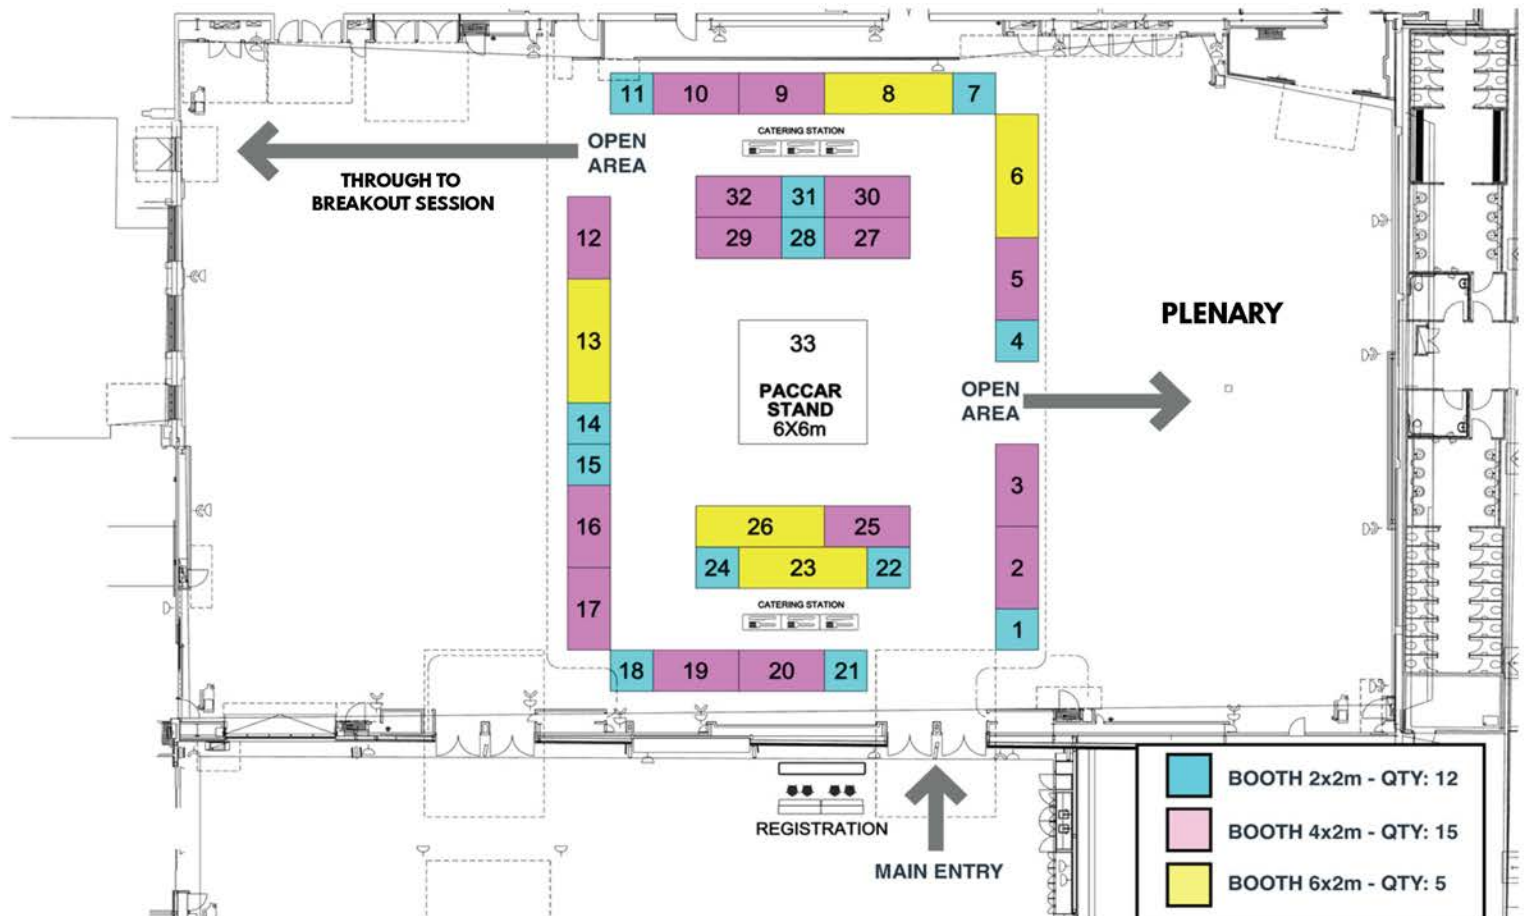 11 10 9 8 7
CATERING STATION
OPEN
AREA
THROUGH TO
BREAKOUT SESSION
6
32 31 30
29 28 27
12
5
13
4
PLENARY
33
PACCAR
STAND
6X6m
OPEN
AREA
14
15
16
3
26 25
24 23 22
2
17
CATERING STATION
1
18 19 20 21
REGISTRATION
MAIN ENTRY
BOOTH 2x2m - QTY: 12
BOOTH 4x2m - QTY: 15
BOOTH 6x2m - QTY: 5